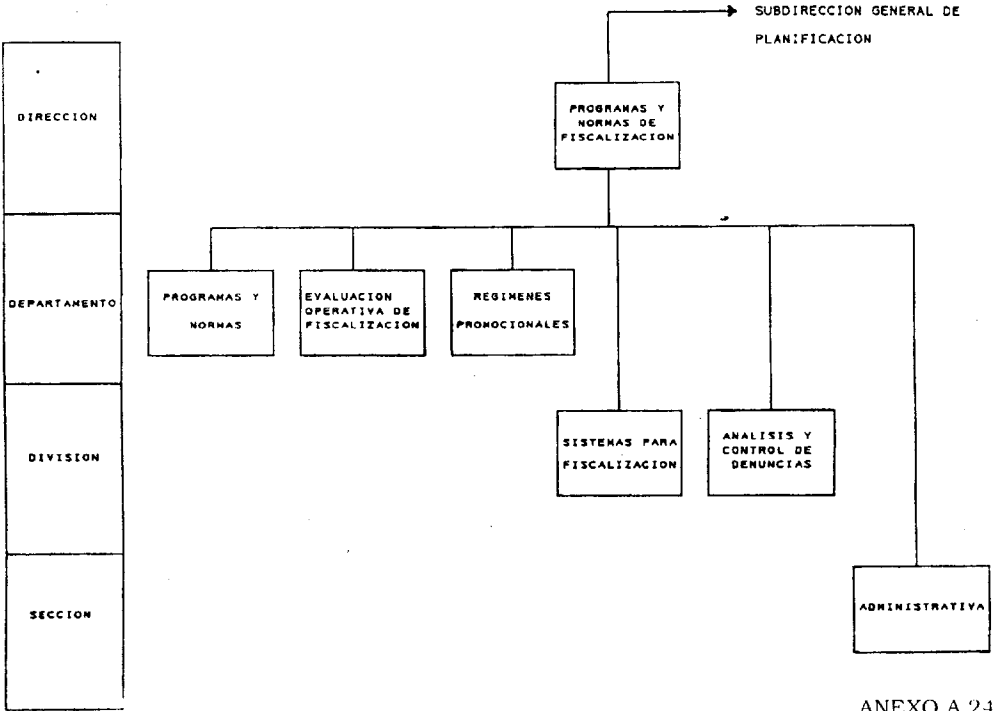 SUBDIRECCION GENERAL DE
PLANIFICACION
DIRECCION
PROGRAMAS Y
NORMAS DE
FISCALIZACION
DEPARTAMENTO
PROGRAMAS Y
NORMAS
EVALUACION
OPERATIVA DE
FISCALIZACION
REGIMENES
PROMOCIONALES
DIVISION
SISTEMAS PARA
FISCALIZACION
ANALISIS Y
CONTROL DE
DENUNCIAS
SECCION
ADMINISTRATIVA
ANEXO A 24